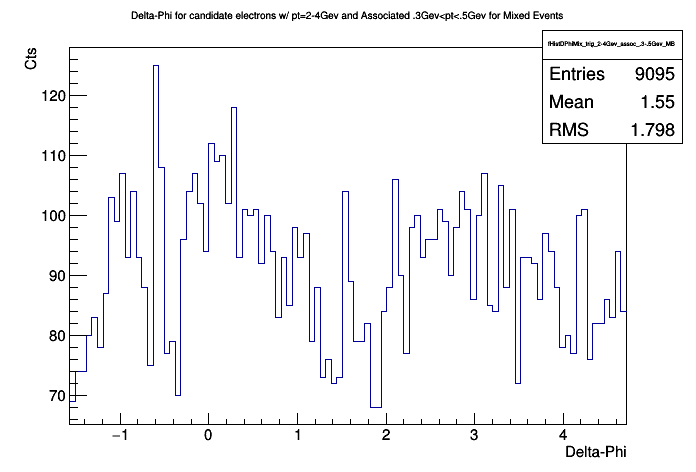 Delta-Phi for candidate electrons w/ pt=2-4Gev and Associated .3Gev<pt<.5Gev for Mixed Events
fHistDPhiMix_trig_2-4Gev_assoc_.3-.5Gev_MB
Entries 9095
Mean 1.55
RMS 1.798
Cts
120
110
100
90
80
70
−1 0 1 2 3 4
Delta-Phi